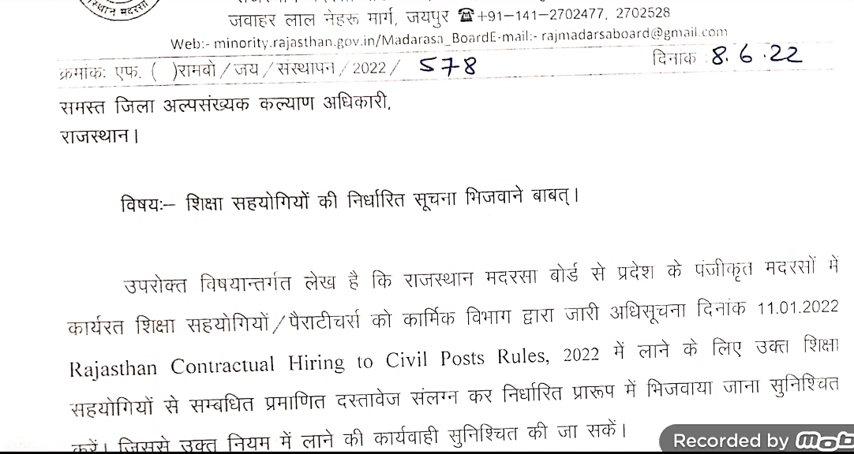 स्थान मदरसा
जवाहर लाल नेहरू मार्ग, जयपुर ☎+91-141-2702477, 2702528
Web:- minority.rajasthan.gov.in/Madarasa_BoardE-mail:- rajmadarsaboard@gmail.com
क्रमांकः एफ. ( )रामबो/जय/संस्थापन/2022/ 578 दिनाक 8.6.22
समस्त जिला अल्पसंख्यक कल्याण अधिकारी,
राजस्थान।
विषयः– शिक्षा सहयोगियों की निर्धारित सूचना भिजवाने बाबत्।
उपरोक्त विषयान्तर्गत लेख है कि राजस्थान मदरसा बोर्ड से प्रदेश के पंजीकृत मदरसों में
कार्यरत शिक्षा सहयोगियों/पैराटीचर्स को कार्मिक विभाग द्वारा जारी अधिसूचना दिनांक 11.01.2022
Rajasthan Contractual Hiring to Civil Posts Rules, 2022 में लाने के लिए उक्त शिक्षा
सहयोगियों से सम्बधित प्रमाणित दस्तावेज संलग्न कर निर्धारित प्रारूप में भिजवाया जाना सुनिश्चित
करें। जिससे उक्त नियम में लाने की कार्यवाही सुनिश्चित की जा सकें।
Recorded by mob